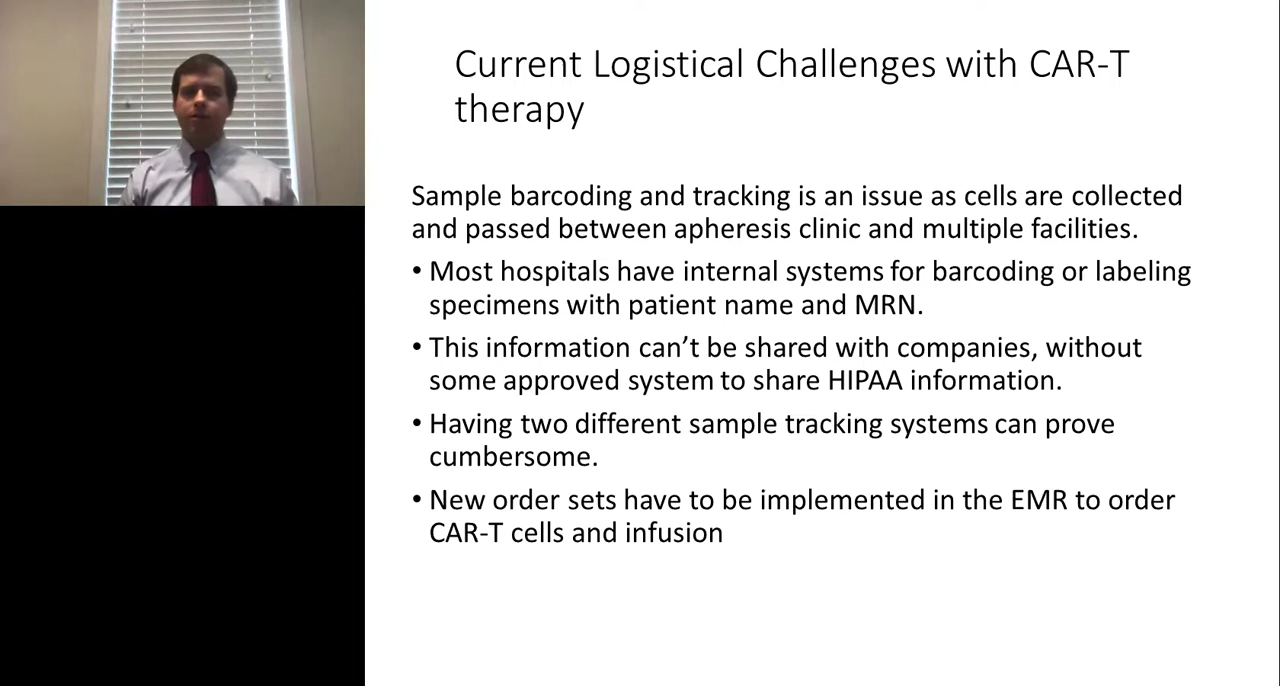 Current Logistical Challenges with CAR-T
therapy
Sample barcoding and tracking is an issue as cells are collected
and passed between apheresis clinic and multiple facilities.
• Most hospitals have internal systems for barcoding or labeling
specimens with patient name and MRN.
• This information can’t be shared with companies, without
some approved system to share HIPAA information.
• Having two different sample tracking systems can prove
cumbersome.
• New order sets have to be implemented in the EMR to order
CAR-T cells and infusion